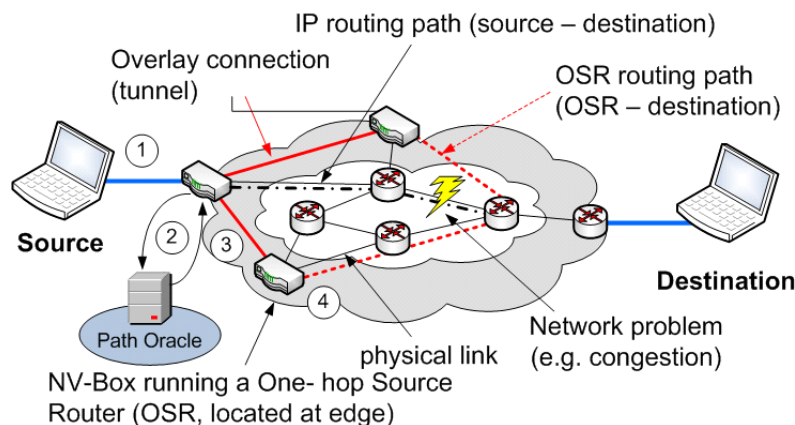 IP routing path (source – destination)
Overlay connection
(tunnel)
OSR routing path
(OSR – destination)
1
Source
2
3
4
Destination
Path Oracle
physical link
Network problem
(e.g. congestion)
NV-Box running a One- hop Source
Router (OSR, located at edge)